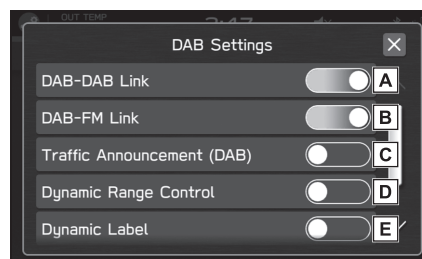 OUT TEMP
DAB Settings
DAB-DAB Link
A
DAB-FM Link
B
Traffic Announcement (DAB)
C
Dynamic Range Control
D
Dynamic Label
E